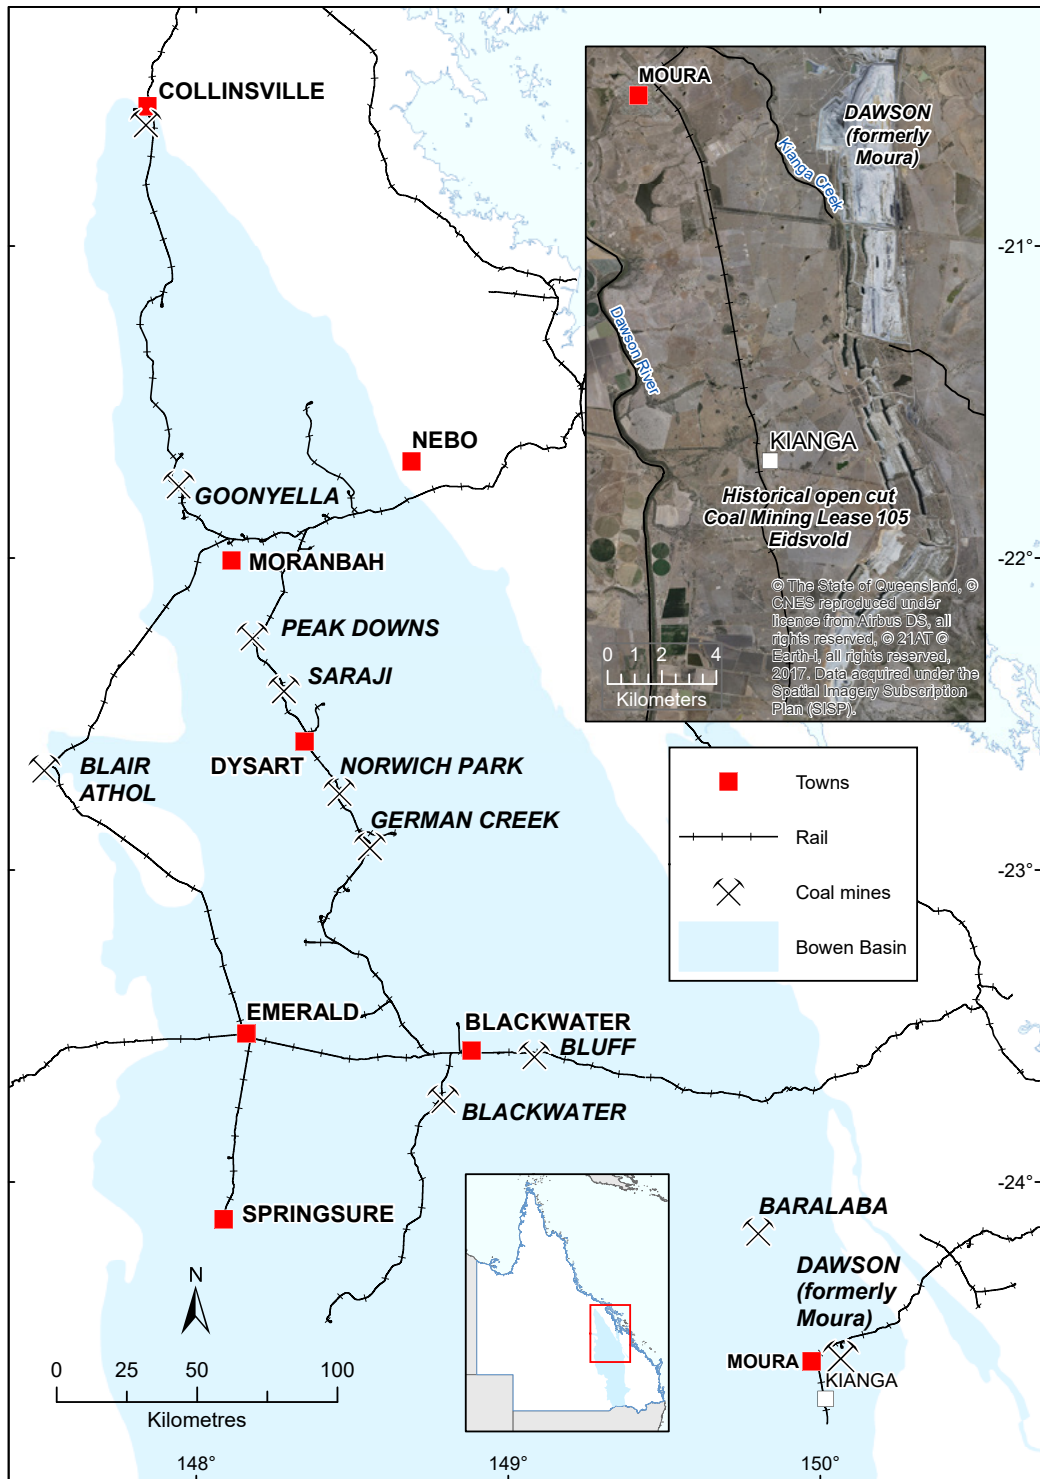 COLLINSVILLE
MOURA
DAWSON
(formerly
Moura)
Kianga Creek
-21°
Dawson River
NEBO
KIANGA
GOONYELLA
Historical open cut
Coal Mining Lease 105
Eidsvold
MORANBAH
-22°
© The State of Queensland, ©
CNES reproduced under
licence from Airbus DS, all
rights reserved, © 21AT ©
Earth-i, all rights reserved,
2017. Data acquired under the
Spatial Imagery Subscription
Plan (SISP).
PEAK DOWNS
0 1 2 4
Kilometers
SARAJI
DYSART
NORWICH PARK
BLAIR
ATHOL
GERMAN CREEK
Towns
Rail
Coal mines
Bowen Basin
-23°
EMERALD
BLACKWATER
BLUFF
BLACKWATER
-24°
SPRINGSURE
BARALABA
N
DAWSON
(formerly
Moura)
0 25 50 100
Kilometres
MOURA
KIANGA
148° 149° 150°